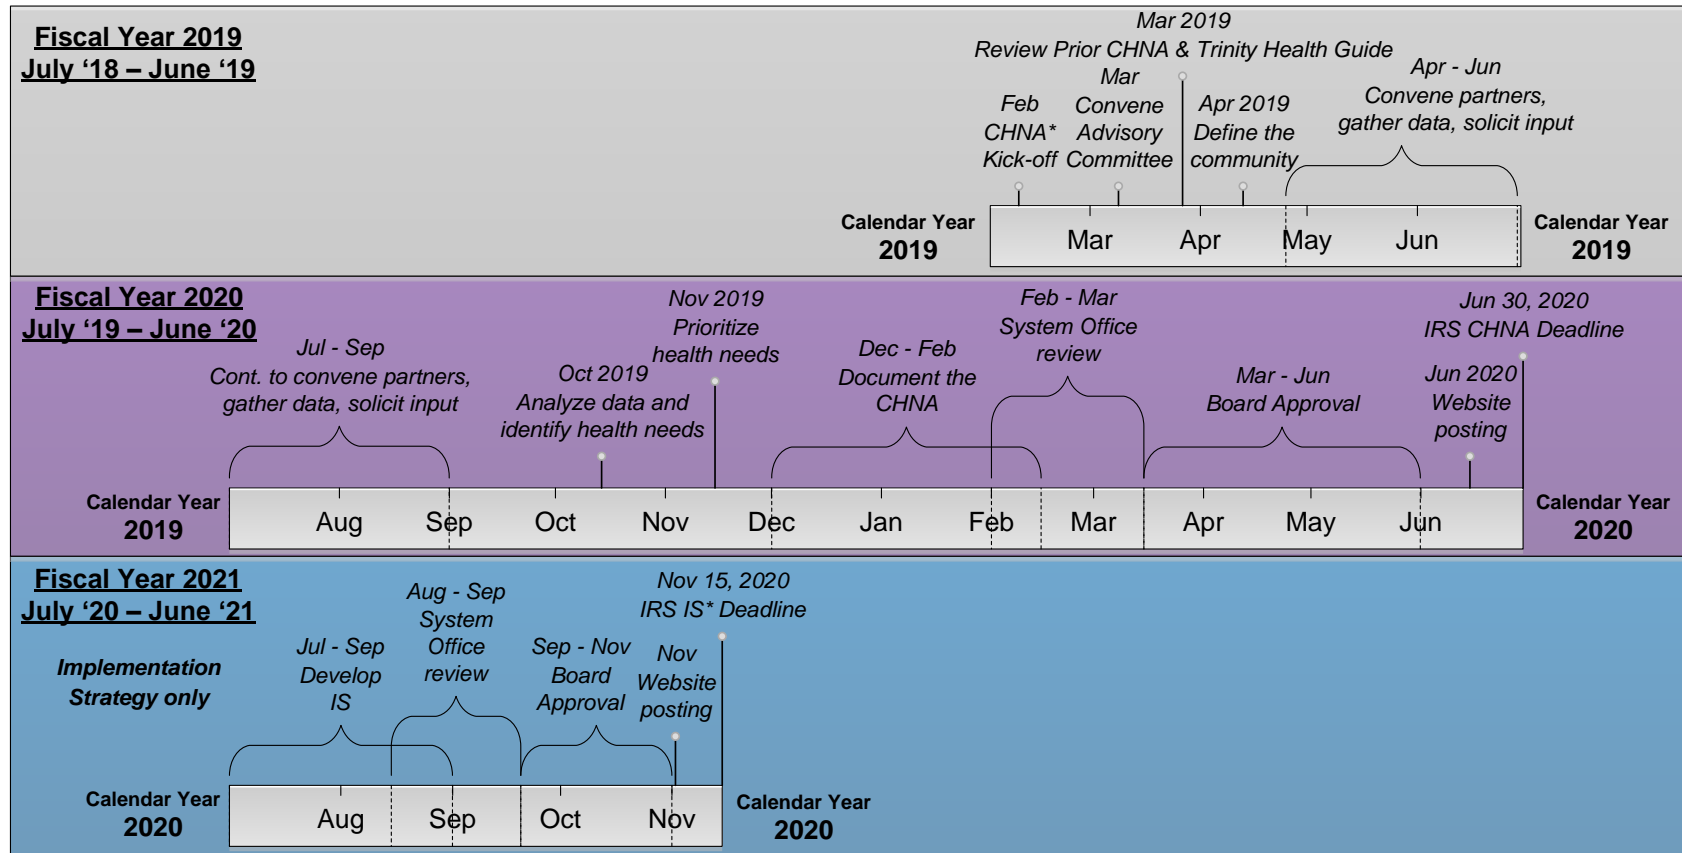 Fiscal Year 2019
July ‘18 – June ‘19
Mar 2019
Review Prior CHNA & Trinity Health Guide
Feb
CHNA*
Kick-off
Mar
Convene
Advisory
Committee
Apr 2019
Define the
community
Apr - Jun
Convene partners,
gather data, solicit input
Calendar Year
2019
Mar
Apr
May
Jun
Calendar Year
2019
Fiscal Year 2020
July ‘19 – June ‘20
Jul - Sep
Cont. to convene partners,
gather data, solicit input
Oct 2019
Analyze data and
identify health needs
Nov 2019
Prioritize
health needs
Dec - Feb
Document the
CHNA
Feb - Mar
System Office
review
Mar - Jun
Board Approval
Jun 2020
Website
posting
Jun 30, 2020
IRS CHNA Deadline
Calendar Year
2019
Aug
Sep
Oct
Nov
Dec
Jan
Feb
Mar
Apr
May
Jun
Calendar Year
2020
Fiscal Year 2021
July ‘20 – June ‘21
Implementation
Strategy only
Jul - Sep
Develop
IS
Aug - Sep
System
Office
review
Sep - Nov
Board
Approval
Nov
Website
posting
Nov 15, 2020
IRS IS* Deadline
Calendar Year
2020
Aug
Sep
Oct
Nov
Calendar Year
2020